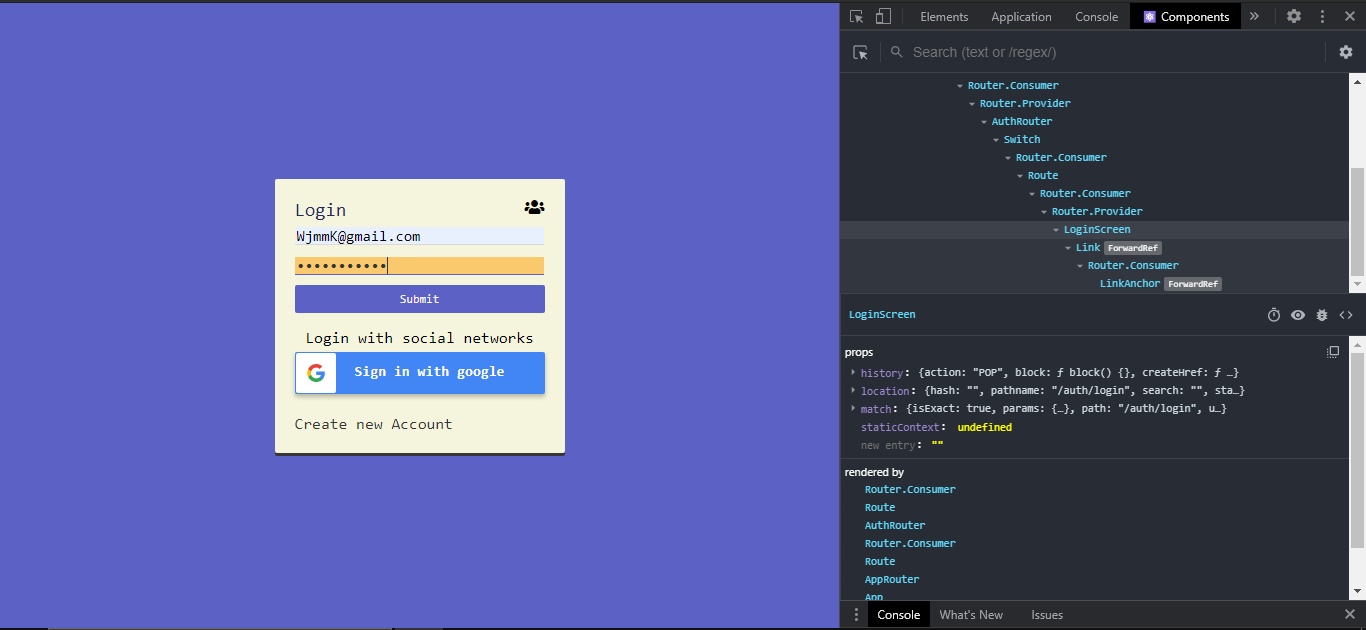 Login
WjmmK@gmail.com
•••••••••••
Submit
Login with social networks
Sign in with google
Create new Account
Elements Application Console Components »
Search (text or /regex/)
Router.Consumer
Router.Provider
AuthRouter
Switch
Router.Consumer
Route
Router.Consumer
Router.Provider
LoginScreen
Link ForwardRef
Router.Consumer
LinkAnchor ForwardRef
LoginScreen
props
history: {action: "POP", block: ƒ block() {}, createHref: ƒ …}
location: {hash: "", pathname: "/auth/login", search: "", sta…}
match: {isExact: true, params: {…}, path: "/auth/login", u…}
staticContext: undefined
new entry: ""
rendered by
Router.Consumer
Route
AuthRouter
Router.Consumer
Route
AppRouter
App
Console What's New Issues